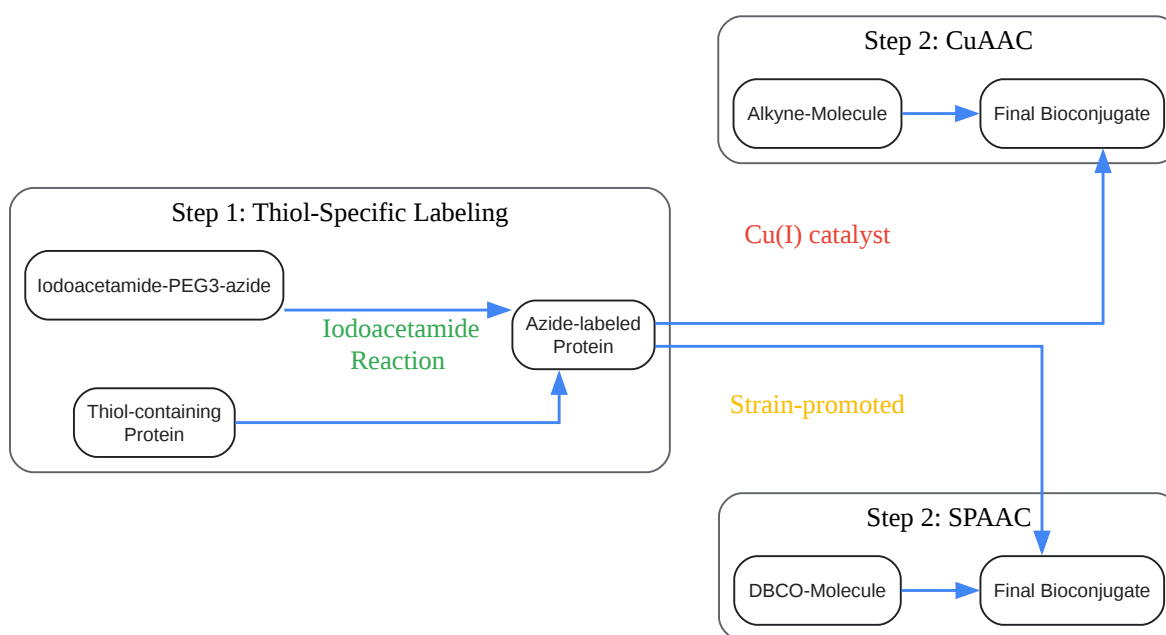 Step 2: CuAAC
Alkyne-Molecule
Final Bioconjugate
Step 1: Thiol-Specific Labeling
Iodoacetamide-PEG3-azide
Iodoacetamide
Reaction
Azide-labeled
Protein
Thiol-containing
Protein
Cu(I) catalyst
Strain-promoted
Step 2: SPAAC
DBCO-Molecule
Final Bioconjugate